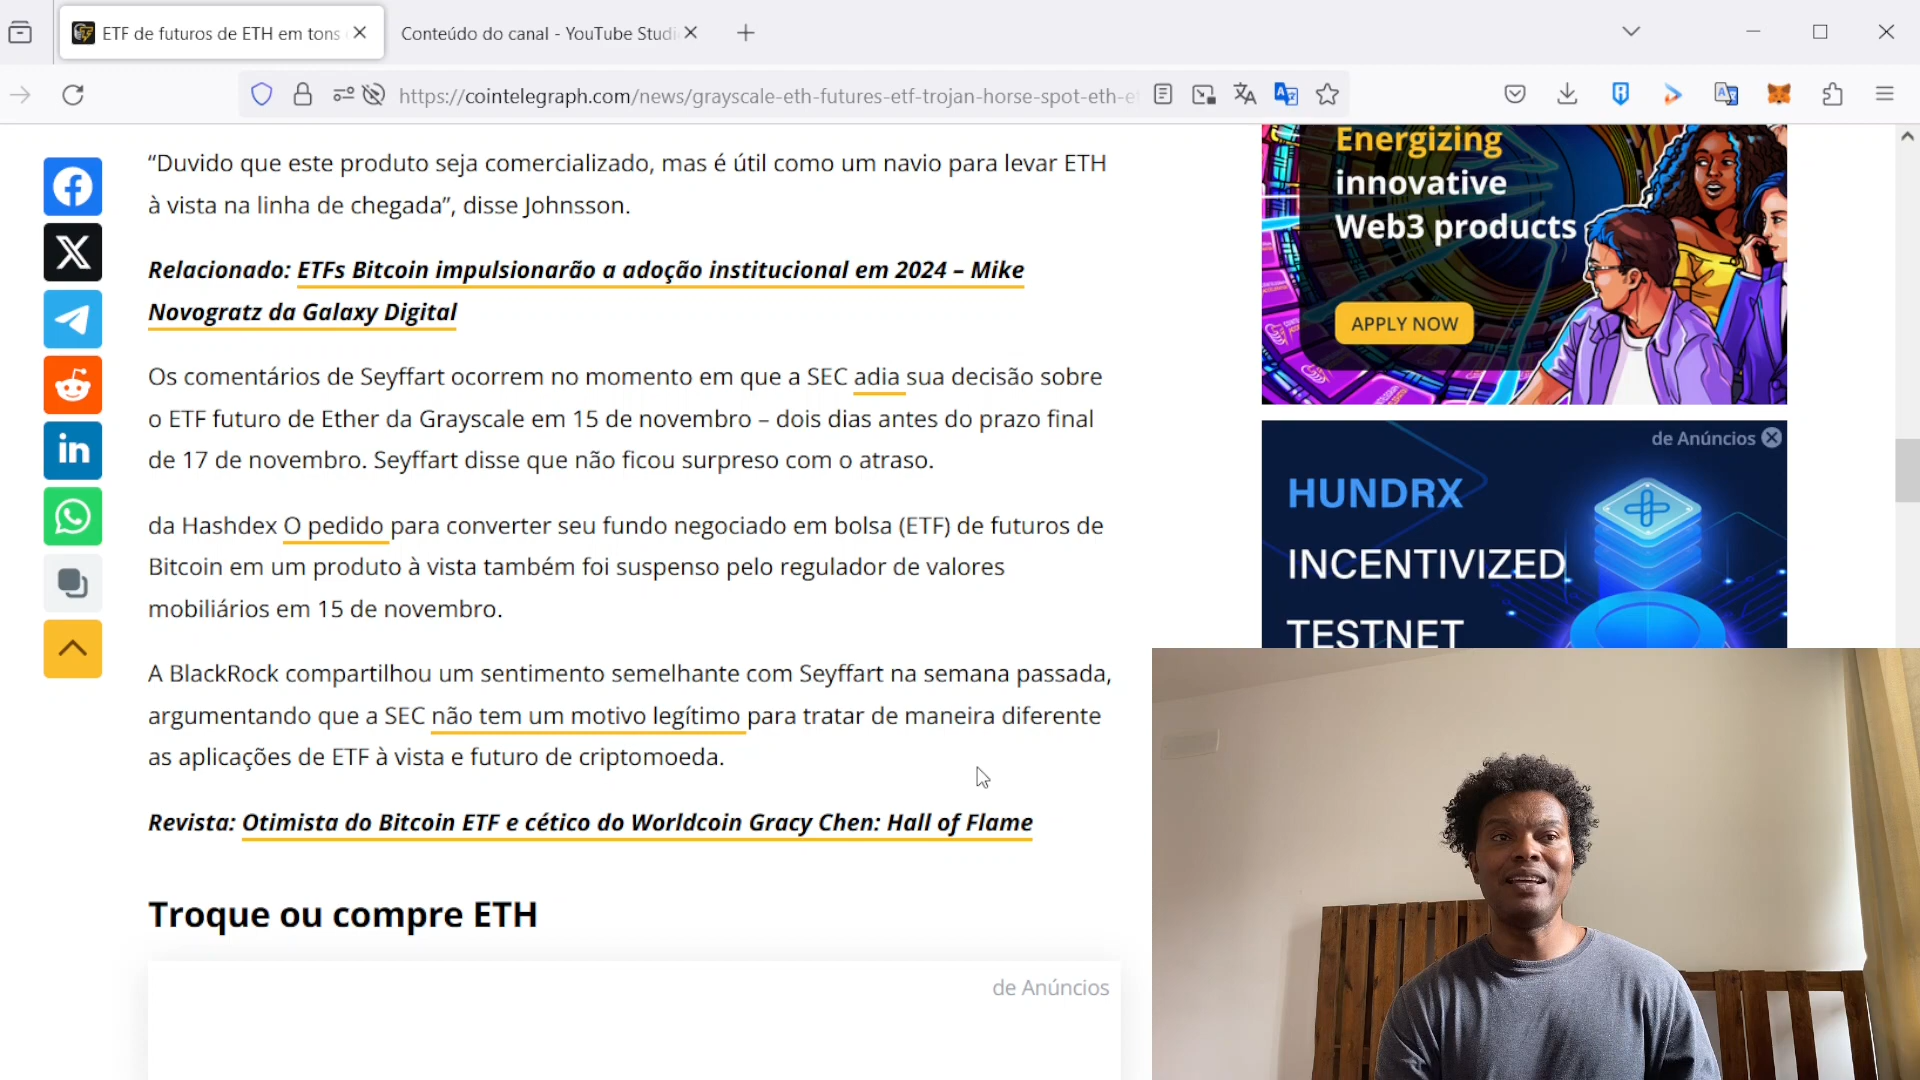 ETF de futuros de ETH em tons
Conteúdo do canal - YouTube Studi
https://cointelegraph.com/news/grayscale-eth-futures-etf-trojan-horse-spot-eth-et
“Duvido que este produto seja comercializado, mas é útil como um navio para levar ETH
à vista na linha de chegada”, disse Johnsson.
Relacionado: ETFs Bitcoin impulsionarão a adoção institucional em 2024 – Mike
Novogratz da Galaxy Digital
Os comentários de Seyffart ocorrem no momento em que a SEC adia sua decisão sobre
o ETF futuro de Ether da Grayscale em 15 de novembro – dois dias antes do prazo final
de 17 de novembro. Seyffart disse que não ficou surpreso com o atraso.
da Hashdex O pedido para converter seu fundo negociado em bolsa (ETF) de futuros de
Bitcoin em um produto à vista também foi suspenso pelo regulador de valores
mobiliários em 15 de novembro.
A BlackRock compartilhou um sentimento semelhante com Seyffart na semana passada,
argumentando que a SEC não tem um motivo legítimo para tratar de maneira diferente
as aplicações de ETF à vista e futuro de criptomoeda.
Revista: Otimista do Bitcoin ETF e cético do Worldcoin Gracy Chen: Hall of Flame
Troque ou compre ETH
de Anúncios
Energizing
innovative
Web3 products
APPLY NOW
de Anúncios
HUNDRX
INCENTIVIZED
TESTNET